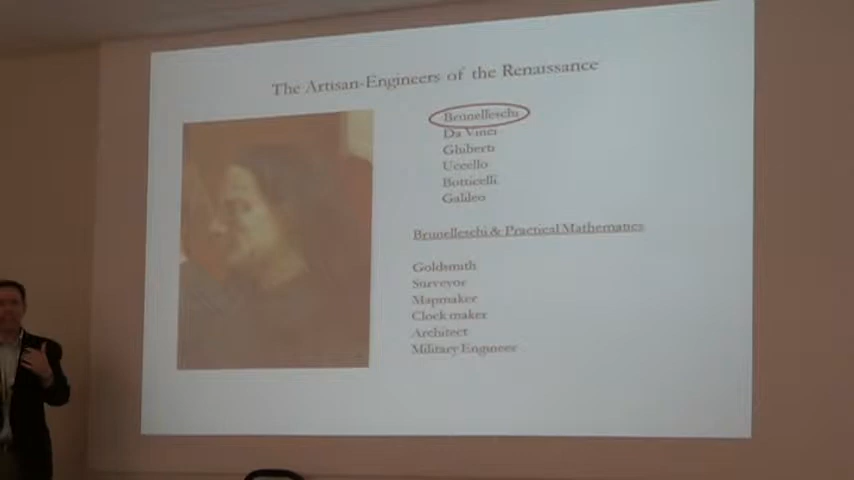 The Artisan-Engineers of the Renaissance
Brunelleschi
Da Vinci
Ghiberti
Uccello
Botticelli
Galileo
Brunelleschi & Practical Mathematics
Goldsmith
Surveyor
Mapmaker
Clock maker
Architect
Military Engineer